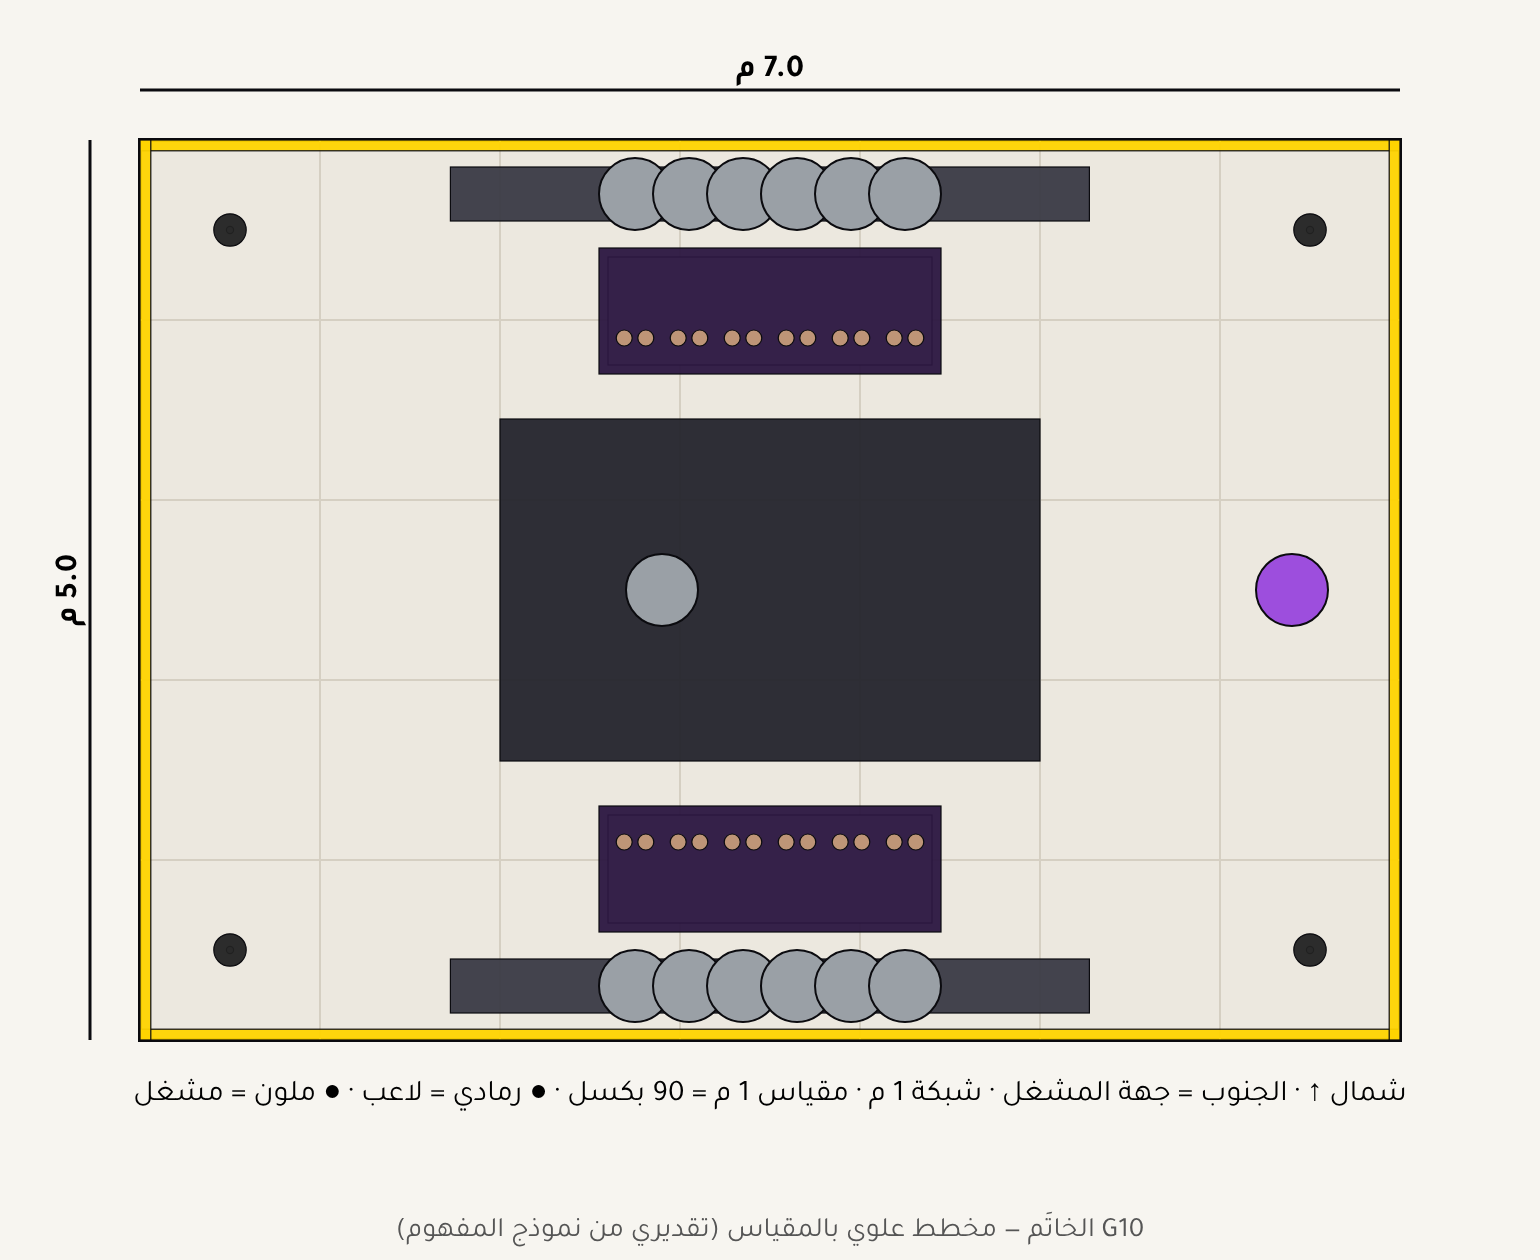 7.0 م
5.0 م
شمال ↑ · الجنوب = جهة المشغل · شبكة 1 م · مقياس 1 م = 90 بكسل · ● رمادي = لاعب · ● ملون = مشغل
G10 الخاتَم – مخطط علوي بالمقياس (تقديري من نموذج المفهوم)